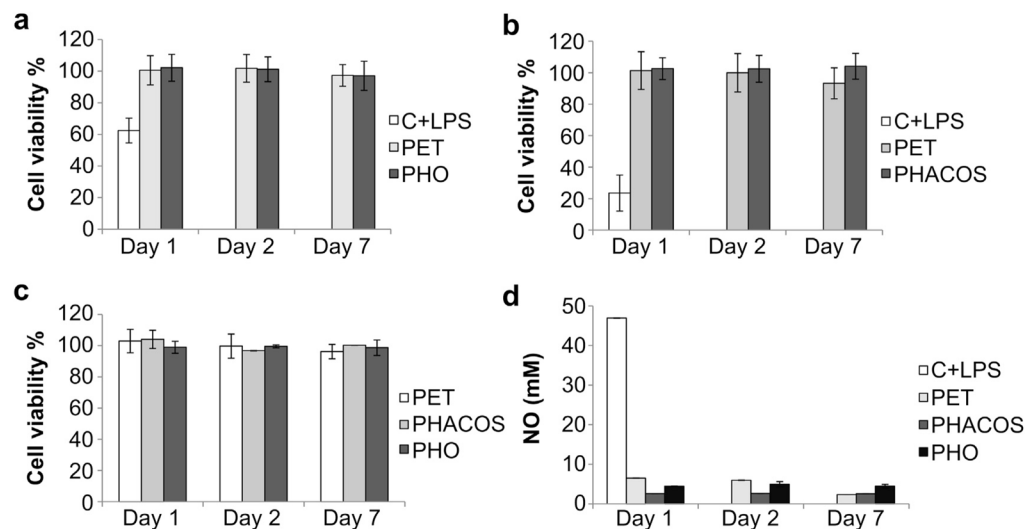 a
Cell viability %
120
100
80
60
40
20
0
Day 1 Day 2 Day 7
C+LPS
PET
PHO
b
Cell viability %
120
100
80
60
40
20
0
Day 1 Day 2 Day 7
C+LPS
PET
PHACOS
c
Cell viability %
120
100
80
60
40
20
0
Day 1 Day 2 Day 7
PET
PHACOS
PHO
d
NO (mM)
50
40
30
20
10
0
Day 1 Day 2 Day 7
C+LPS
PET
PHACOS
PHO